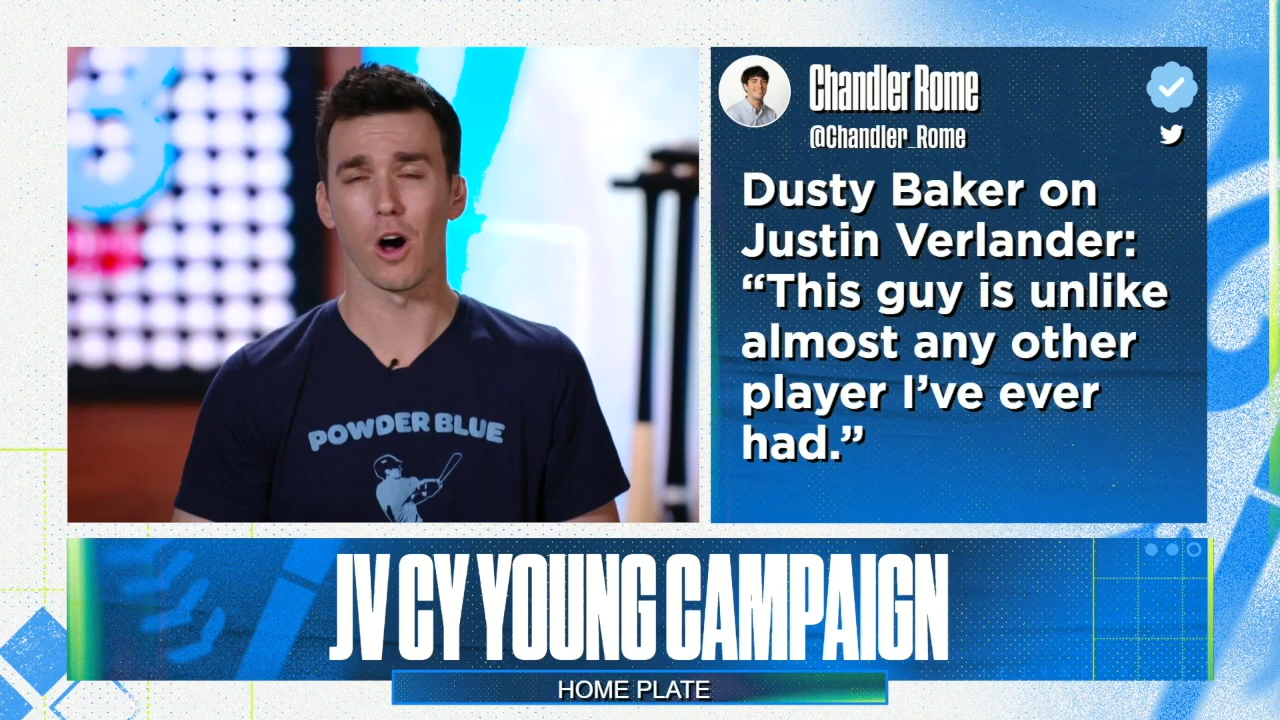 POWDER BLUE
Chandler Rome
@Chandler_Rome
Dusty Baker on
Justin Verlander:
“This guy is unlike
almost any other
player I’ve ever
had.”
JV CY YOUNG CAMPAIGN
HOME PLATE